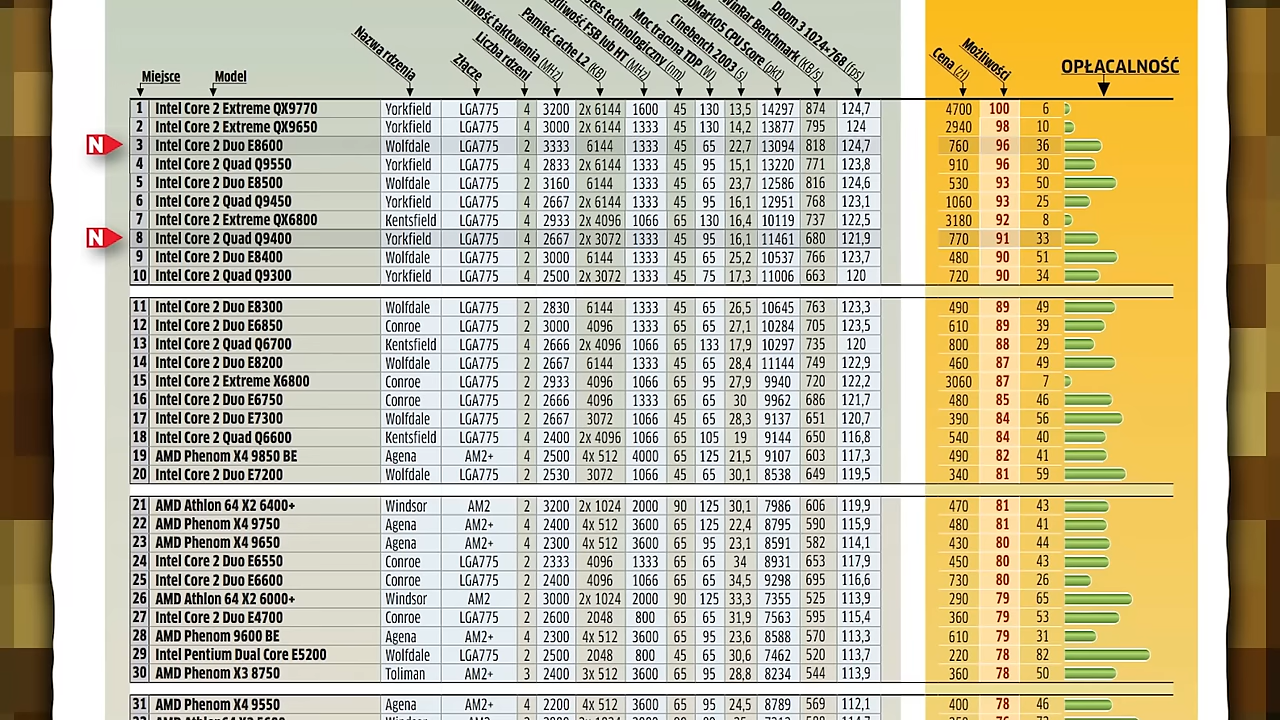 Nazwa rdzenia
Złącze
Liczba rdzeni
taktowania (MHz)
Pamięć cache L2 (KB)
FSB lub HT (MHz)
technologiczny (nm)
Moc tracona TDP (W)
Cinebench 2003 (s)
CPU Score (pkt)
Benchmark (KB/s)
Doom 3 1024×768 (fps)
Cena (zł)
Możliwości
Miejsce Model OPŁACALNOŚĆ
1 Intel Core 2 Extreme QX9770 Yorkfield LGA775 4 3200 2x 6144 1600 45 130 13,5 14297 874 124,7 4700 100 6
2 Intel Core 2 Extreme QX9650 Yorkfield LGA775 4 3000 2x 6144 1333 45 130 14,2 13877 795 124 2940 98 10
N 3 Intel Core 2 Duo E8600 Wolfdale LGA775 2 3333 6144 1333 45 65 22,7 13094 818 124,7 760 96 36
4 Intel Core 2 Quad Q9550 Yorkfield LGA775 4 2833 2x 6144 1333 45 95 15,1 13220 771 123,8 910 96 30
5 Intel Core 2 Duo E8500 Wolfdale LGA775 2 3160 6144 1333 45 65 23,7 12586 816 124,6 530 93 50
6 Intel Core 2 Quad Q9450 Yorkfield LGA775 4 2667 2x 6144 1333 45 95 16,1 12951 768 123,1 1060 93 25
7 Intel Core 2 Extreme QX6800 Kentsfield LGA775 4 2933 2x 4096 1066 65 130 16,4 10119 737 122,5 3180 92 8
N 8 Intel Core 2 Quad Q9400 Yorkfield LGA775 4 2667 2x 3072 1333 45 95 16,1 11461 680 121,9 770 91 33
9 Intel Core 2 Duo E8400 Wolfdale LGA775 2 3000 6144 1333 45 65 25,2 10537 766 123,7 480 90 51
10 Intel Core 2 Quad Q9300 Yorkfield LGA775 4 2500 2x 3072 1333 45 75 17,3 11006 663 120 720 90 34
11 Intel Core 2 Duo E8300 Wolfdale LGA775 2 2830 6144 1333 45 65 26,5 10645 763 123,3 490 89 49
12 Intel Core 2 Duo E6850 Conroe LGA775 2 3000 4096 1333 65 65 27,1 10284 705 123,5 610 89 39
13 Intel Core 2 Quad Q6700 Kentsfield LGA775 4 2666 2x 4096 1066 65 133 17,9 10297 735 120 800 88 29
14 Intel Core 2 Duo E8200 Wolfdale LGA775 2 2667 6144 1333 45 65 28,4 11144 749 122,9 460 87 49
15 Intel Core 2 Extreme X6800 Conroe LGA775 2 2933 4096 1066 65 95 27,9 9940 720 122,2 3060 87 7
16 Intel Core 2 Duo E6750 Conroe LGA775 2 2666 4096 1333 65 65 30 9962 686 121,7 480 85 46
17 Intel Core 2 Duo E7300 Wolfdale LGA775 2 2667 3072 1066 45 65 28,3 9137 651 120,7 390 84 56
18 Intel Core 2 Quad Q6600 Kentsfield LGA775 4 2400 2x 4096 1066 65 105 19 9144 650 116,8 540 84 40
19 AMD Phenom X4 9850 BE Agena AM2+ 4 2500 4x 512 4000 65 125 21,5 9107 603 117,3 490 82 41
20 Intel Core 2 Duo E7200 Wolfdale LGA775 2 2530 3072 1066 45 65 30,1 8538 649 119,5 340 81 59
21 AMD Athlon 64 X2 6400+ Windsor AM2 2 3200 2x 1024 2000 90 125 30,1 7986 606 119,9 470 81 43
22 AMD Phenom X4 9750 Agena AM2+ 4 2400 4x 512 3600 65 125 22,4 8795 590 115,9 480 81 41
23 AMD Phenom X4 9650 Agena AM2+ 4 2300 4x 512 3600 65 95 23,1 8591 582 114,1 430 80 44
24 Intel Core 2 Duo E6550 Conroe LGA775 2 2333 4096 1333 65 65 34 8931 653 117,9 450 80 43
25 Intel Core 2 Duo E6600 Conroe LGA775 2 2400 4096 1066 65 65 34,5 9298 695 116,6 730 80 26
26 AMD Athlon 64 X2 6000+ Windsor AM2 2 3000 2x 1024 2000 90 125 33,3 7355 525 113,9 290 79 65
27 Intel Core 2 Duo E4700 Conroe LGA775 2 2600 2048 800 65 65 31,9 7563 595 115,4 360 79 53
28 AMD Phenom 9600 BE Agena AM2+ 4 2300 4x 512 3600 65 95 23,6 8588 570 113,3 610 79 31
29 Intel Pentium Dual Core E5200 Wolfdale LGA775 2 2500 2048 800 45 65 30,6 7462 520 113,7 220 78 82
30 AMD Phenom X3 8750 Toliman AM2+ 3 2400 3x 512 3600 65 95 28,8 8234 544 113,9 360 78 50
31 AMD Phenom X4 9550 Agena AM2+ 4 2200 4x 512 3600 65 95 24,5 8789 569 112,1 400 78 46